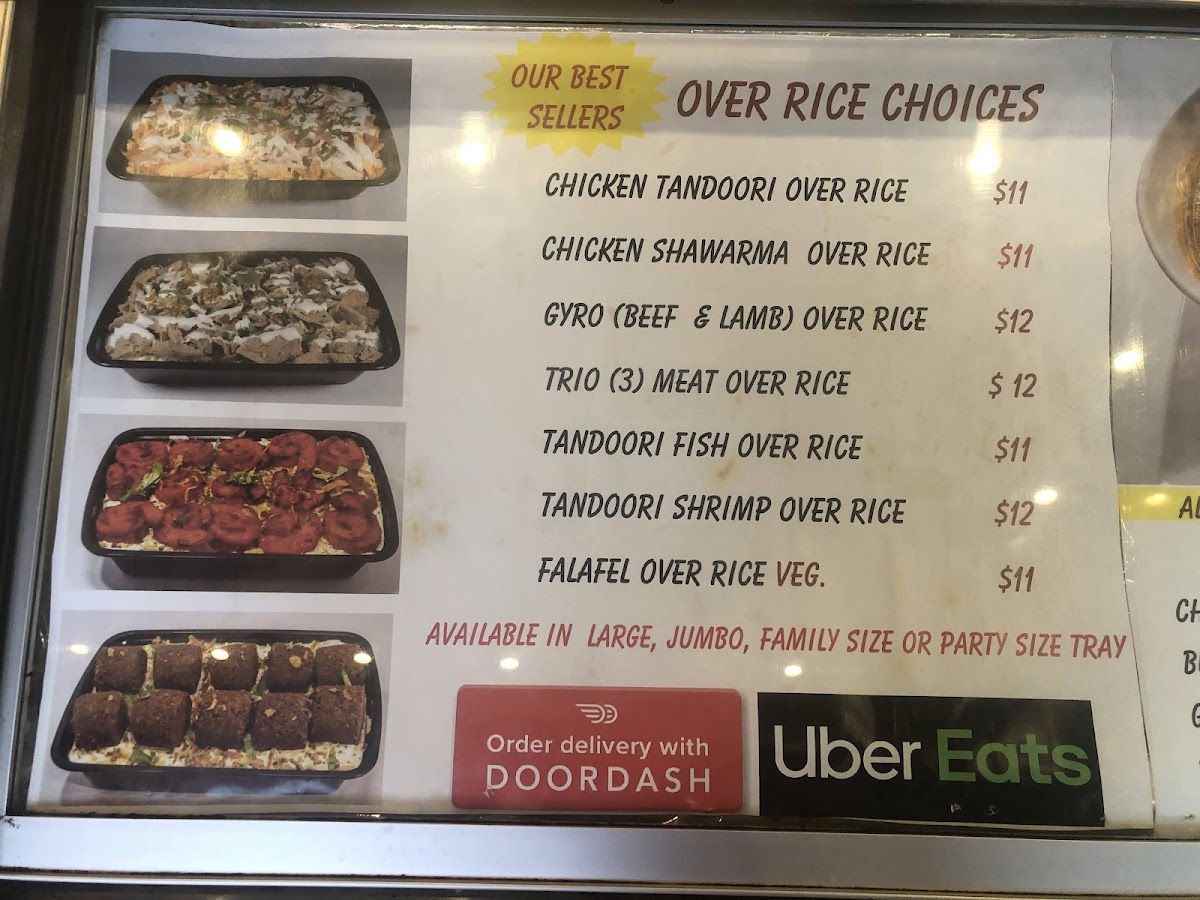 OUR BEST
SELLERS
OVER RICE CHOICES
CHICKEN TANDOORI OVER RICE $11
CHICKEN SHAWARMA OVER RICE $11
GYRO (BEEF & LAMB) OVER RICE $12
TRIO (3) MEAT OVER RICE $ 12
TANDOORI FISH OVER RICE $11
TANDOORI SHRIMP OVER RICE $12
FALAFEL OVER RICE VEG. $11
AVAILABLE IN LARGE, JUMBO, FAMILY SIZE OR PARTY SIZE TRAY
Order delivery with
DOORDASH
Uber Eats